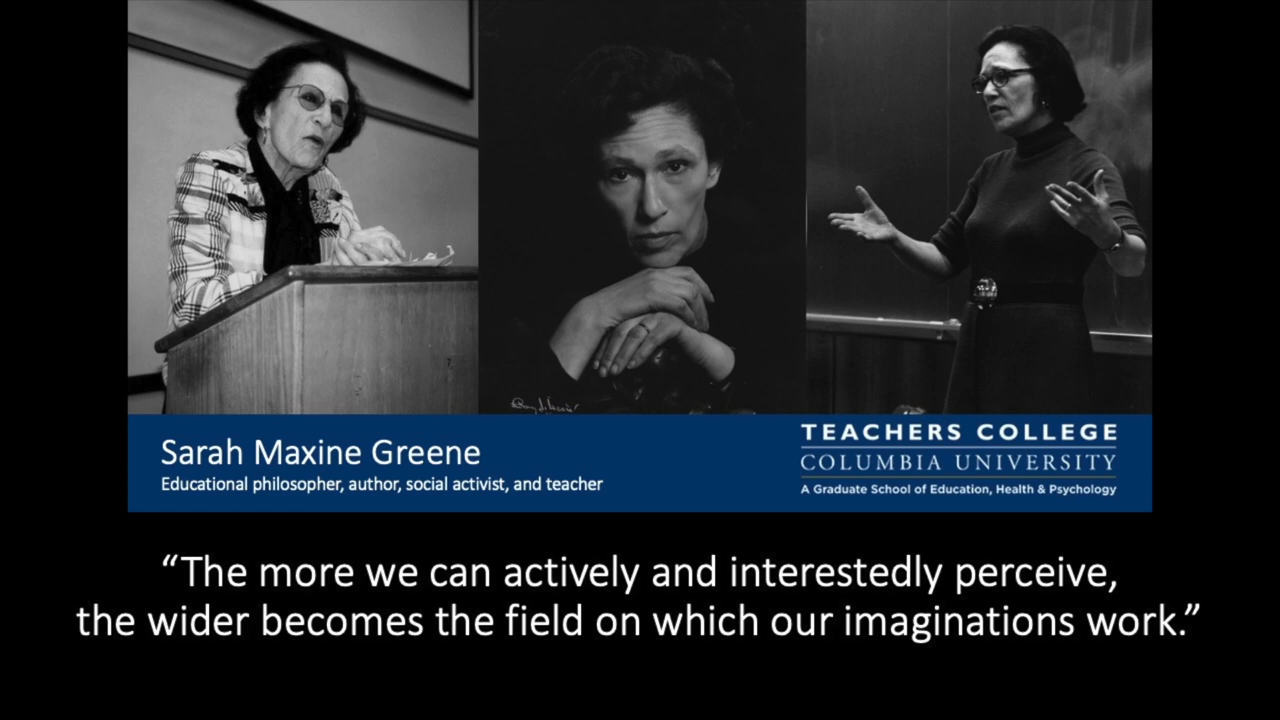 Sarah Maxine Greene
Educational philosopher, author, social activist, and teacher
TEACHERS COLLEGE
COLUMBIA UNIVERSITY
A Graduate School of Education, Health & Psychology
“The more we can actively and interestedly perceive,
the wider becomes the field on which our imaginations work.”